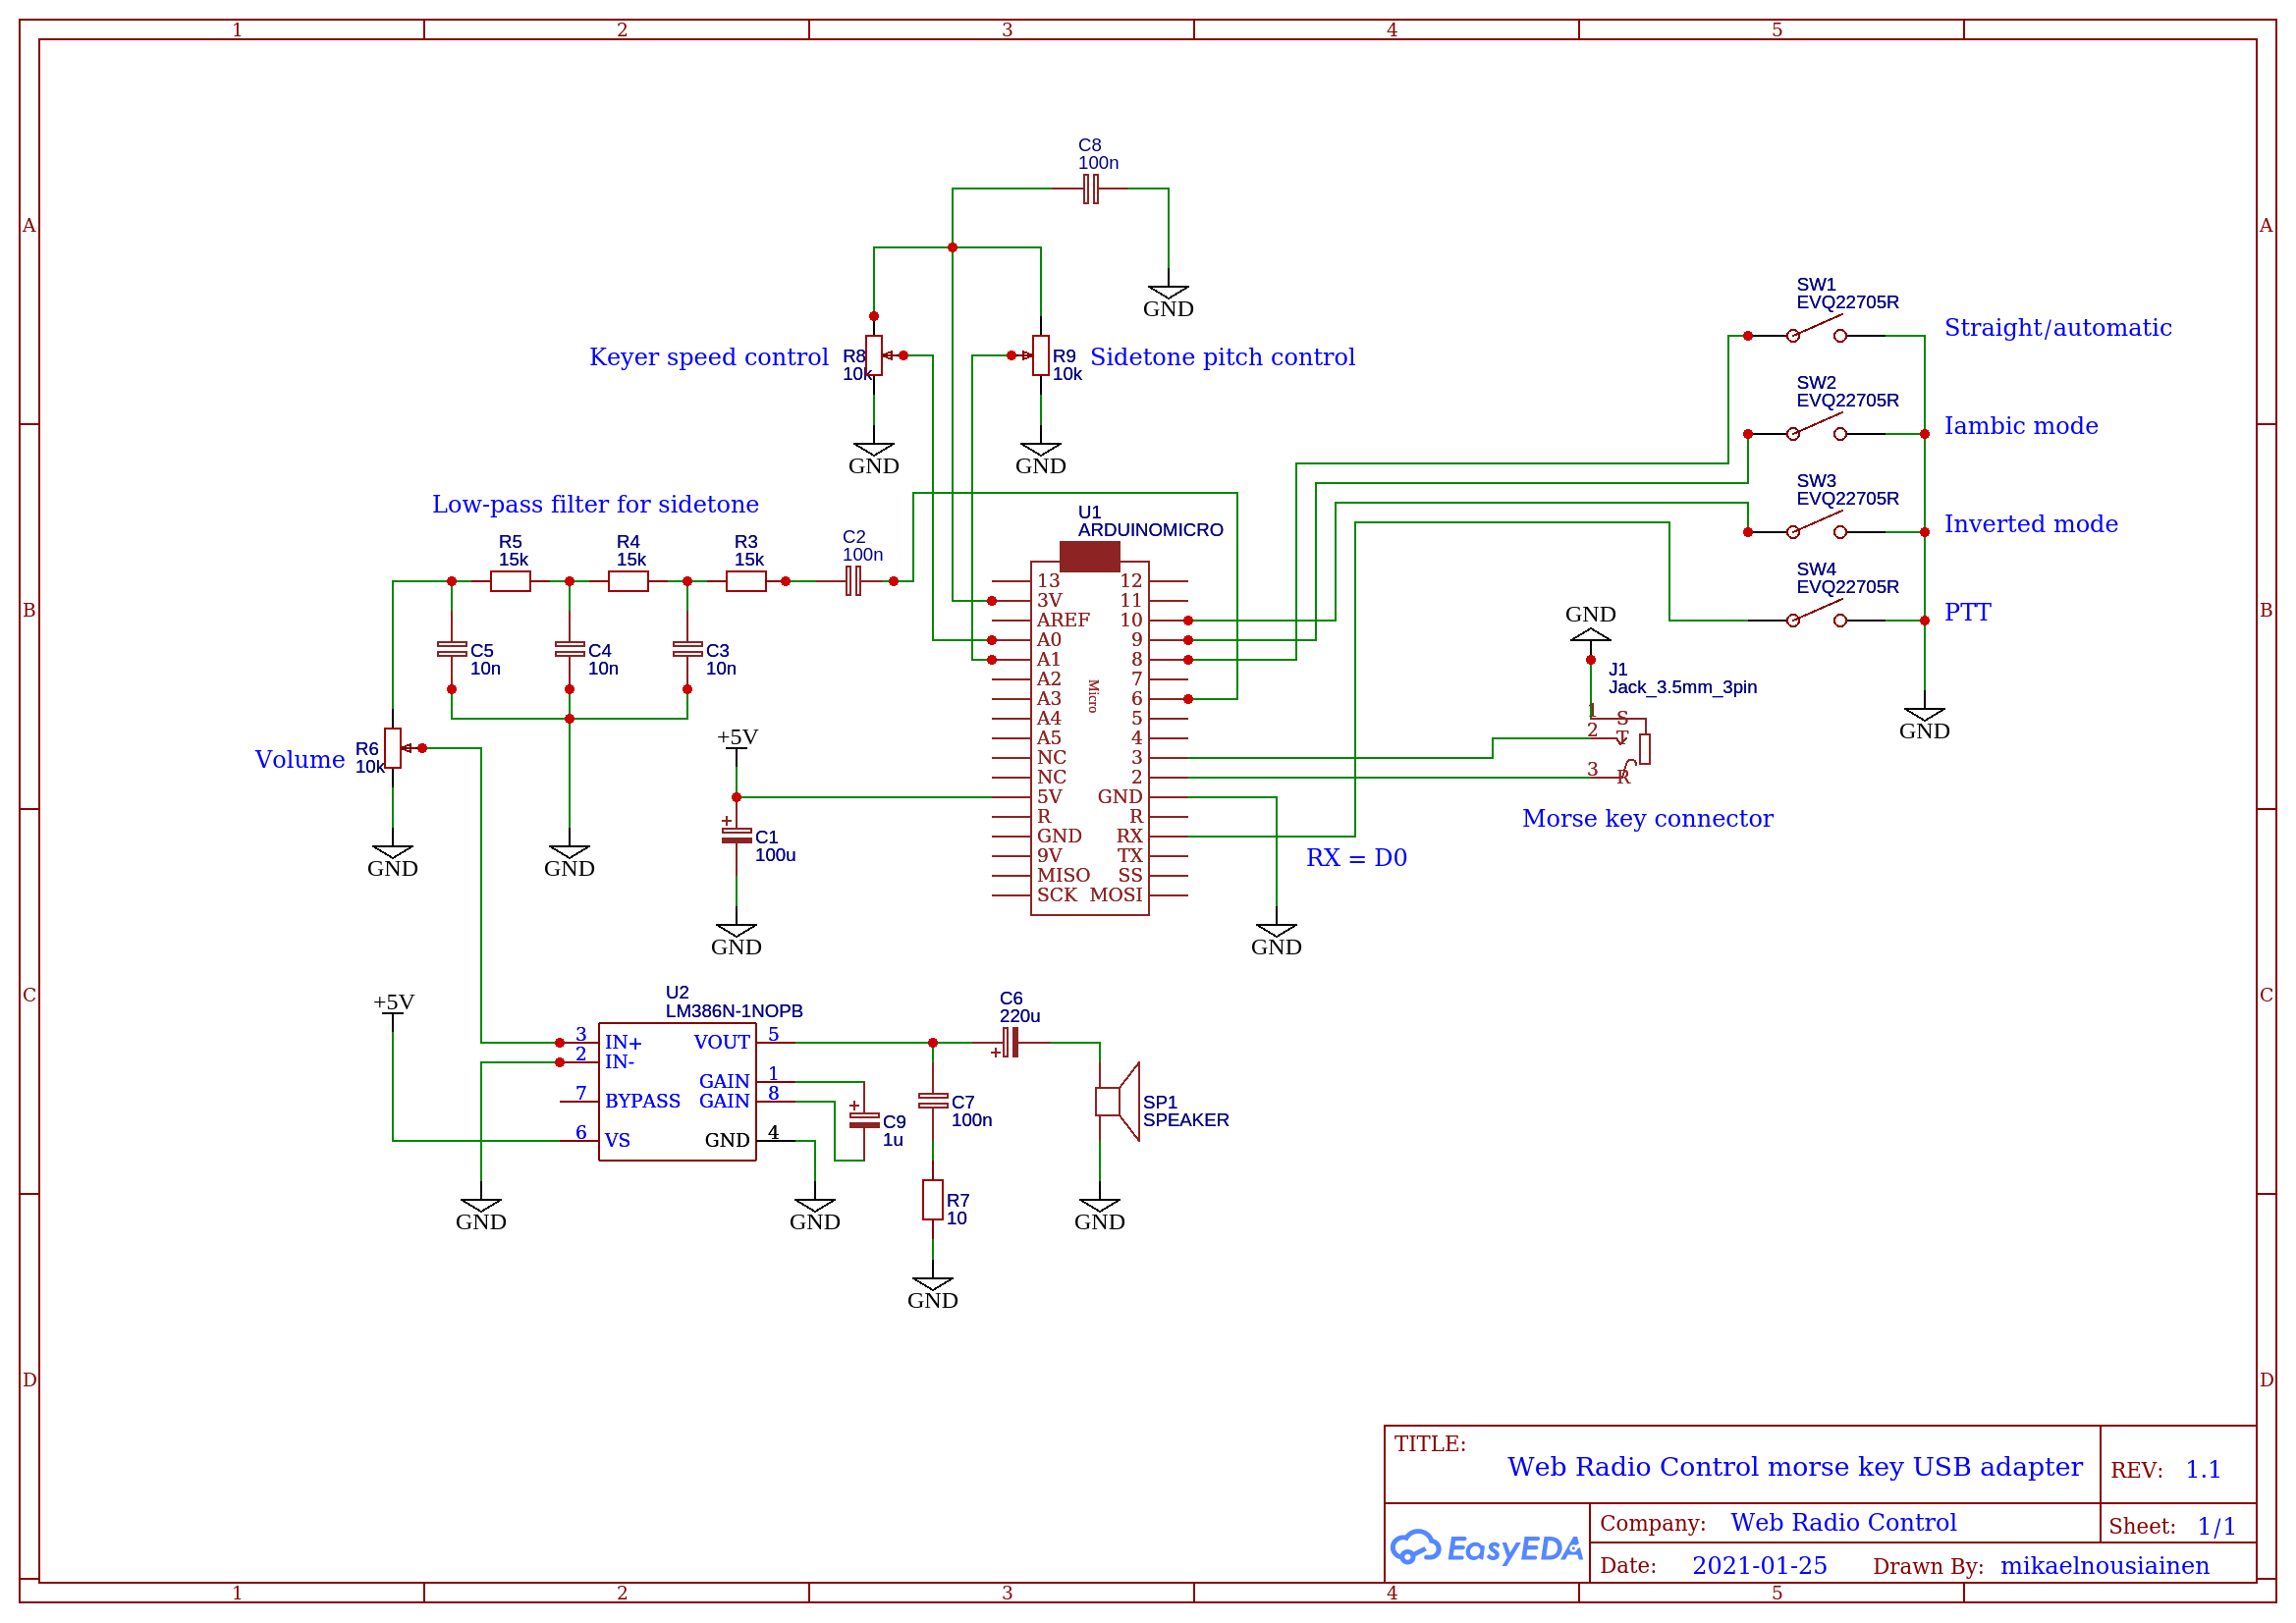 1 2 3 4 5
A A
B B
C C
D D
C8
100n
GND
Keyer speed control
R8
10k
R9
10k
Sidetone pitch control
GND
GND
SW1
EVQ22705R
Straight/automatic
SW2
EVQ22705R
Iambic mode
SW3
EVQ22705R
Inverted mode
SW4
EVQ22705R
PTT
GND
Low-pass filter for sidetone
R5
15k
R4
15k
R3
15k
C2
100n
C5
10n
C4
10n
C3
10n
Volume
R6
10k
GND
GND
U1
ARDUINOMICRO
13 12
3V 11
AREF 10
A0 9
A1 8
A2 7
A3 6
A4 5
A5 4
NC 3
NC 2
5V GND
R R
GND RX
9V TX
MISO SS
SCK MOSI
Micro
+5V
+
C1
100u
GND
GND
RX = D0
GND
J1
Jack_3.5mm_3pin
1 S
2 T
3 R
Morse key connector
+5V
U2
LM386N-1NOPB
3 IN+ VOUT 5
2 IN-
GAIN 1
7 BYPASS GAIN 8
6 VS GND 4
GND
GND
+
C9
1u
C6
220u
+
C7
100n
R7
10
GND
SP1
SPEAKER
GND
TITLE:
Web Radio Control morse key USB adapter
REV: 1.1
EasyEDA
Company: Web Radio Control
Sheet: 1/1
Date: 2021-01-25
Drawn By: mikaelnousiainen
1 2 3 4 5